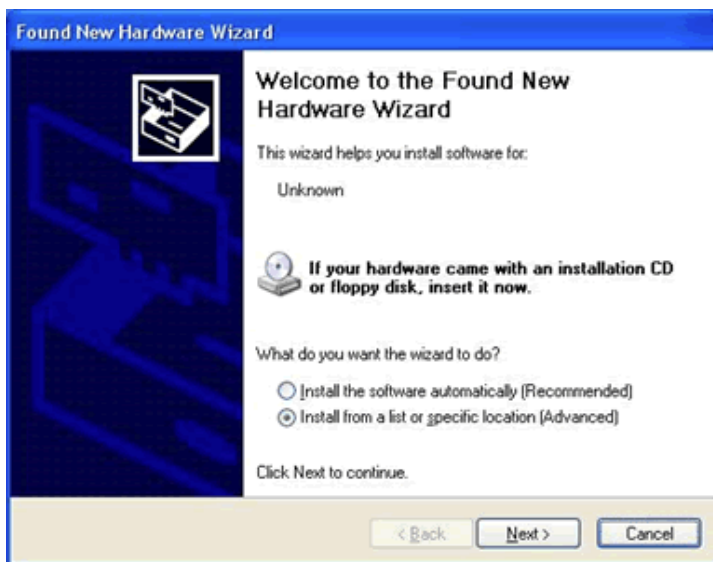 Found New Hardware Wizard
Welcome to the Found New
Hardware Wizard
This wizard helps you install software for:
Unknown
If your hardware came with an installation CD
or floppy disk, insert it now.
What do you want the wizard to do?
Install the software automatically (Recommended)
Install from a list or specific location (Advanced)
Click Next to continue.
< Back Next > Cancel